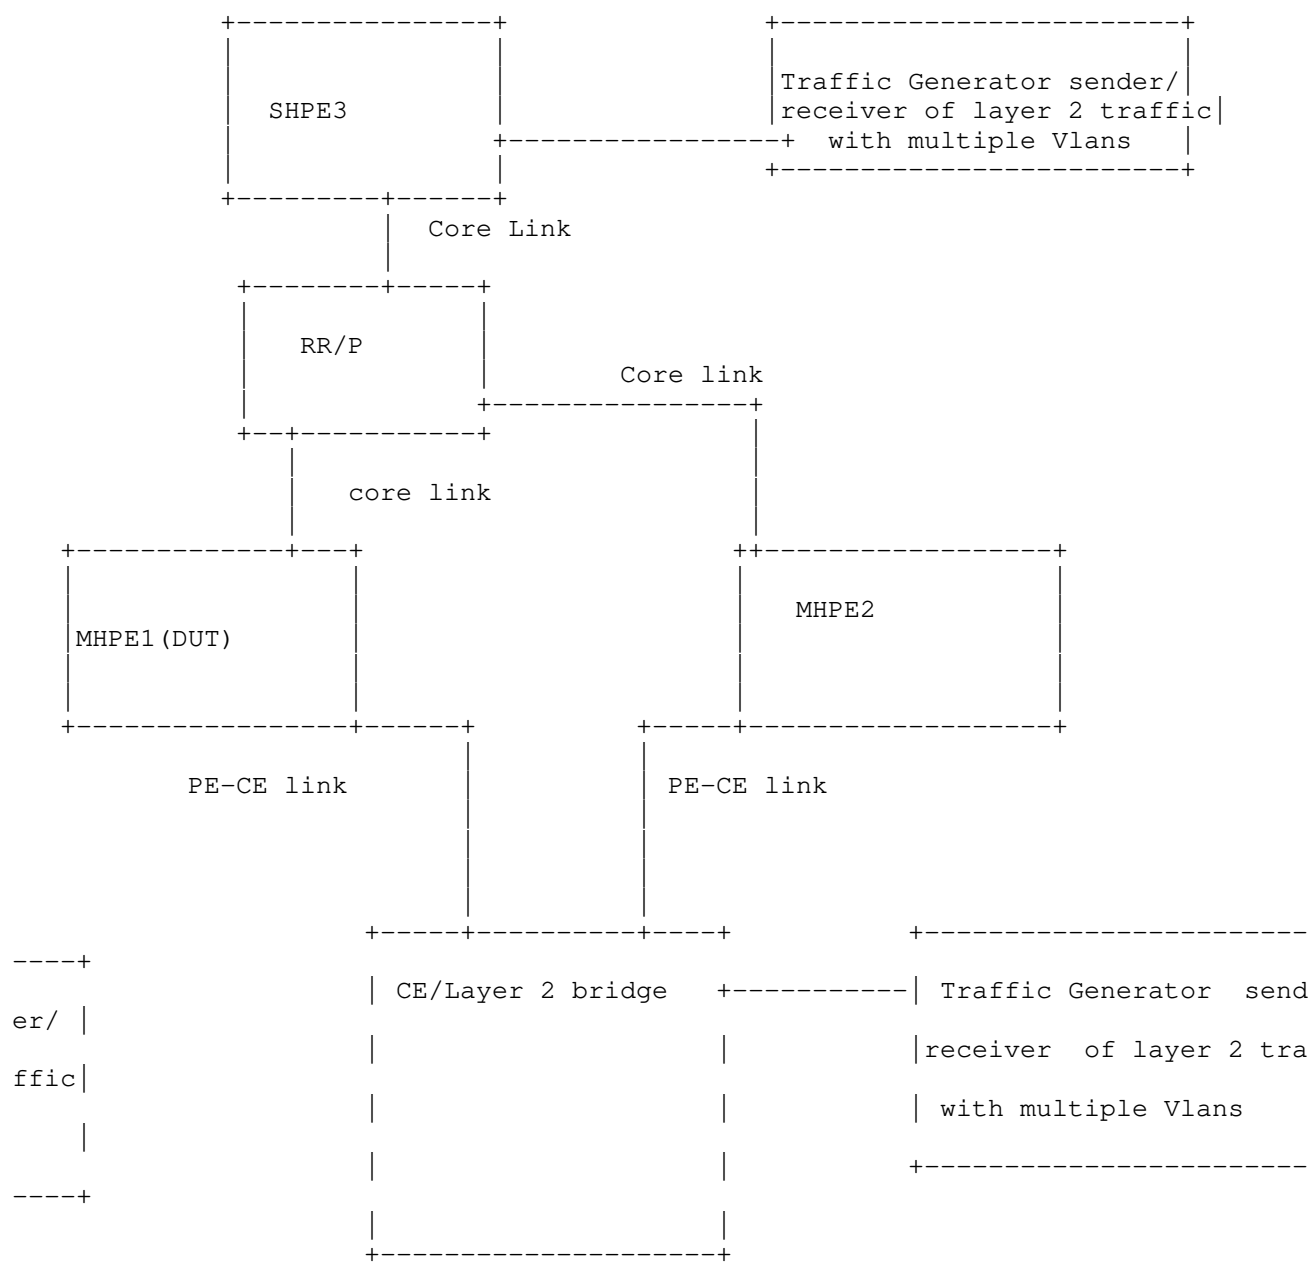 Traffic Generator sender/
SHPE3 receiver of layer 2 traffic
with multiple Vlans
Core Link
RR/P
Core link
core link
MHPE2
MHPE1(DUT)
PE-CE link PE-CE link
CE/Layer 2 bridge Traffic Generator send
er/
receiver of layer 2 tra
ffic
with multiple Vlans